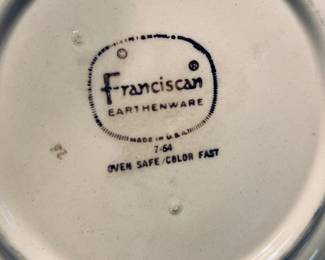 © ®
Franciscan
EARTHENWARE
MADE IN U.S.A.
7-64
OVEN SAFE/COLOR FAST